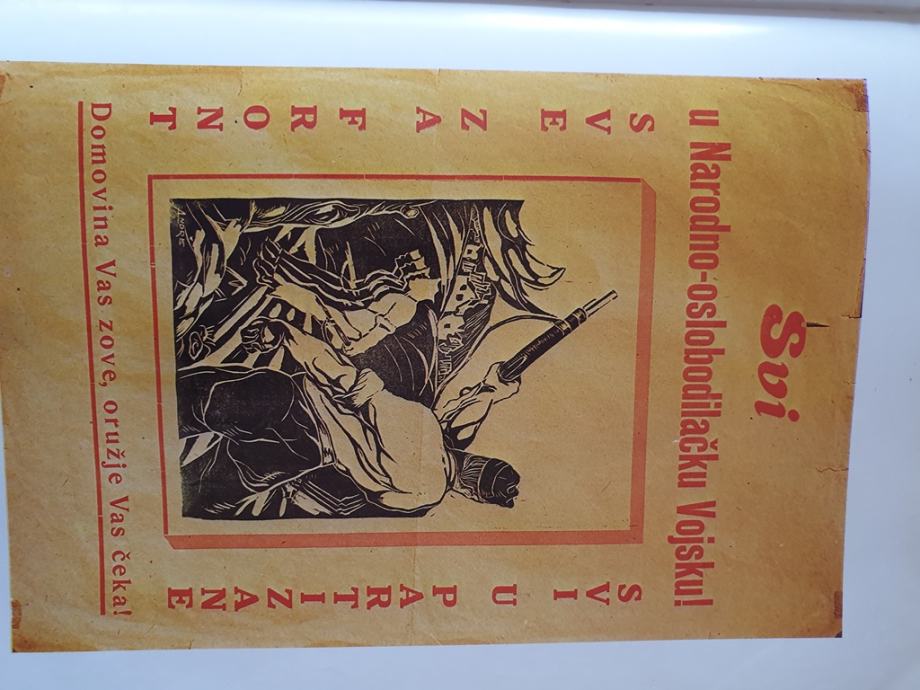 Svi
u Narodno-oslobodilačku Vojsku!
SVE ZA FRONT
SVI U PARTIZANE
Domovina Vas zove, oružje Vas čeka!